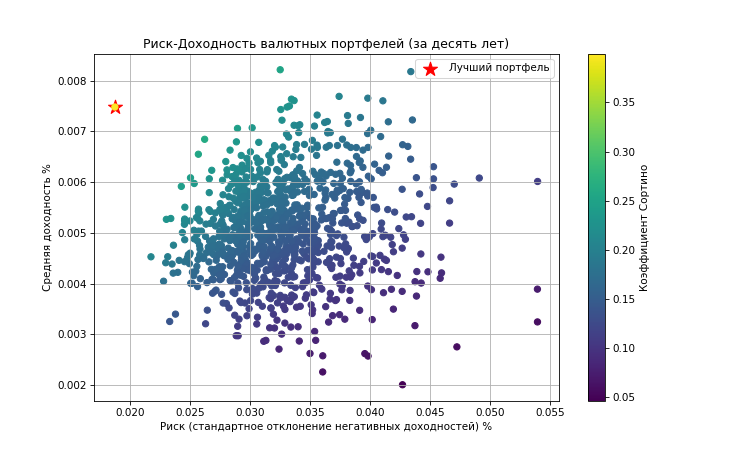 Риск-Доходность валютных портфелей (за десять лет)
Лучший портфель
0.008
0.007
0.006
0.005
0.004
0.003
0.002
Средняя доходность %
0.020 0.025 0.030 0.035 0.040 0.045 0.050 0.055
Риск (стандартное отклонение негативных доходностей) %
0.35
0.30
0.25
0.20
0.15
0.10
0.05
Коэффициент Сортино